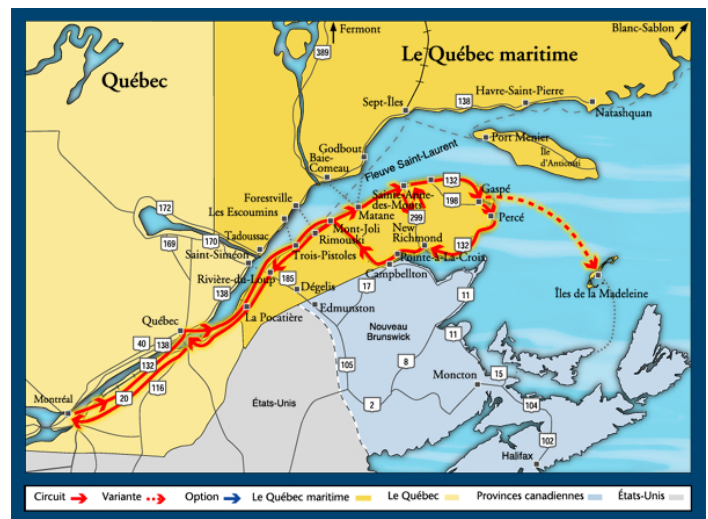 Fermont
Blanc-Sablon
389
Le Québec maritime
Québec
Sept-Îles
138
Havre-Saint-Pierre
Natashquan
Port Menier
Île
d'Anticosti
Godbout
Baie-
Comeau
Fleuve Saint-Laurent
Forestville
Les Escoumins
Sainte-Anne-
des-Monts
132
Gaspé
198
172
Matane
299
Percé
170
Tadoussac
Mont-Joli
New
Richmond
169
Rimouski
132
Saint-Siméon
Trois-Pistoles
Pointe-à-La-Croix
Campbellton
Rivière-du-Loup
185
Dégelis
17
Îles de la Madeleine
138
11
Edmunston
La Pocatière
Québec
Nouveau
Brunswick
11
40
138
132
105
8
15
116
Moncton
20
Montréal
États-Unis
2
104
102
Halifax
Circuit Variante Option Le Québec maritime Le Québec Provinces canadiennes États-Unis